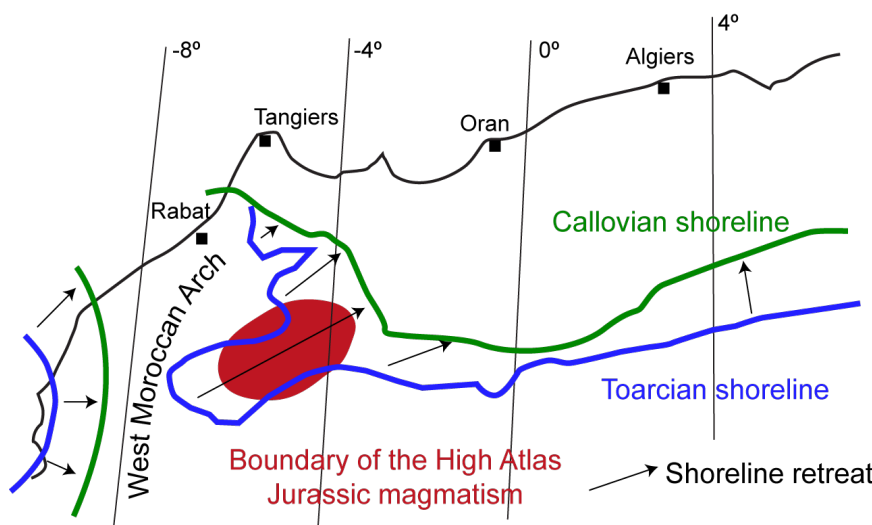 -8º
-4º
0º
4º
Algiers
Tangiers
Oran
Rabat
Callovian shoreline
West Moroccan Arch
Toarcian shoreline
Boundary of the High Atlas
Jurassic magmatism
Shoreline retreat